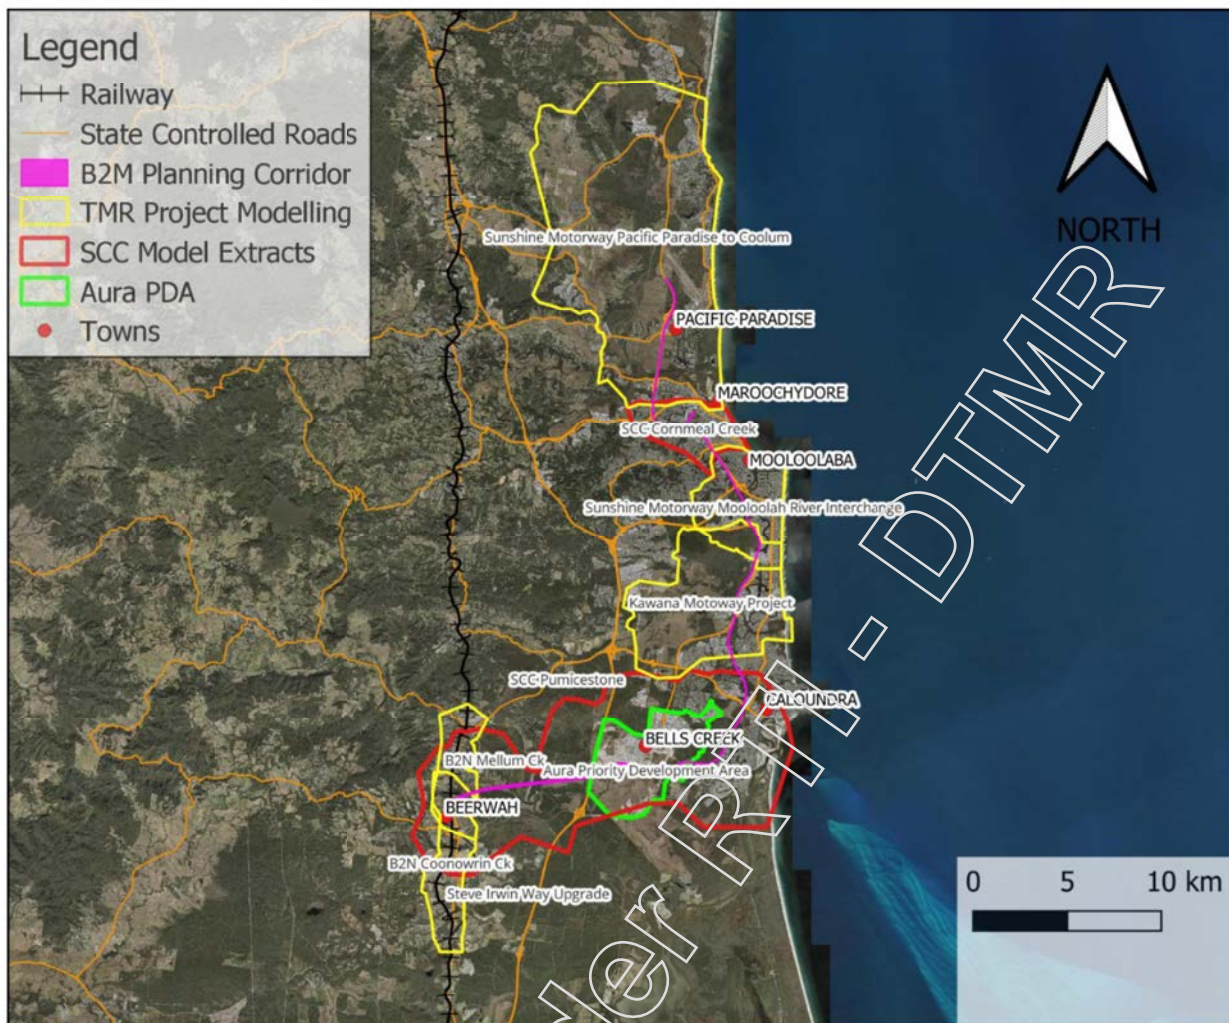 Legend
Railway
State Controlled Roads
B2M Planning Corridor
TMR Project Modelling
SCC Model Extracts
Aura PDA
Towns
NORTH
Sunshine Motorway Pacific Paradise to Coolum
PACIFIC PARADISE
MAROOCHYDORE
SCC Cornmeal Creek
MOOLOOLABA
Sunshine Motorway Mooloolah River Interchange
Kawana Motoway Project
SCC Pumicestone
CALOUNDRA
BELLS CREEK
B2N Mellum Ck
Aura Priority Development Area
BEERWAH
B2N Coonowrin Ck
Steve Irwin Way Upgrade
0 5 10 km
der RTI - DTMR